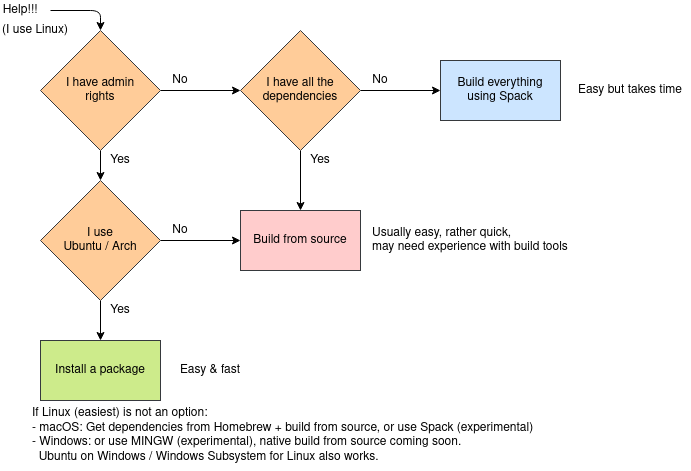 Help!!!
(I use Linux)
I have admin
rights
No
I have all the
dependencies
No
Build everything
using Spack
Easy but takes time
Yes
Yes
I use
Ubuntu / Arch
No
Build from source
Usually easy, rather quick,
may need experience with build tools
Yes
Install a package
Easy & fast
If Linux (easiest) is not an option:
- macOS: Get dependencies from Homebrew + build from source, or use Spack (experimental)
- Windows: or use MINGW (experimental), native build from source coming soon.
Ubuntu on Windows / Windows Subsystem for Linux also works.